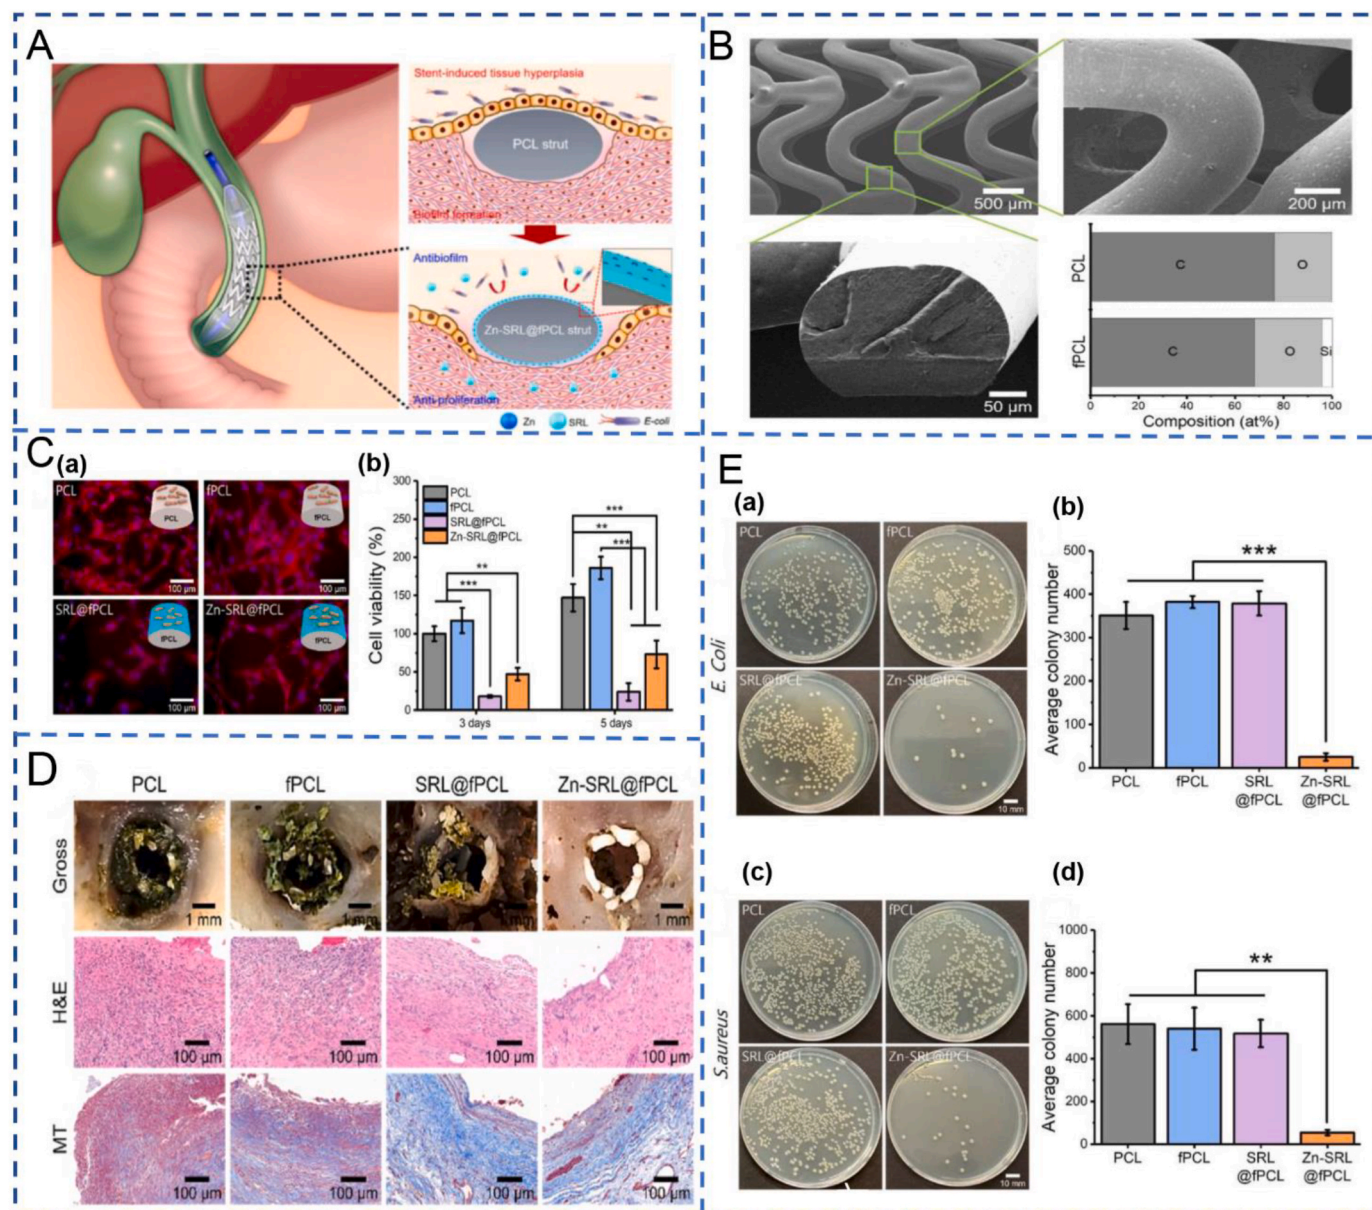 A
Stent-induced tissue hyperplasia
PCL strut
Biofilm formation
Antibiofilm
Zn-SRL@fPCL strut
Anti-proliferation
Zn SRL E-coli
B
500 µm
200 µm
50 µm
PCL
C O
fPCL
C O Si
0 20 40 60 80 100
Composition (at%)
C
(a)
PCL
PCL
100 µm
fPCL
fPCL
100 µm
SRL@fPCL
fPCL
100 µm
Zn-SRL@fPCL
fPCL
100 µm
(b)
Cell viability (%)
300
250
200
150
100
50
0
PCL
fPCL
SRL@fPCL
Zn-SRL@fPCL
**
***
***
**
***
3 days 5 days
D
PCL fPCL SRL@fPCL Zn-SRL@fPCL
Gross
1 mm 1 mm 1 mm 1 mm
H&E
100 µm 100 µm 100 µm 100 µm
MT
100 µm 100 µm 100 µm 100 µm
E
(a)
E. Coli
PCL fPCL
SRL@fPCL Zn-SRL@fPCL
10 mm
(b)
Average colony number
500
400
300
200
100
0
***
PCL fPCL SRL Zn-SRL
@fPCL @fPCL
(c)
S.aureus
PCL fPCL
SRL@fPCL Zn-SRL@fPCL
10 mm
(d)
Average colony number
1000
800
600
400
200
0
**
PCL fPCL SRL Zn-SRL
@fPCL @fPCL